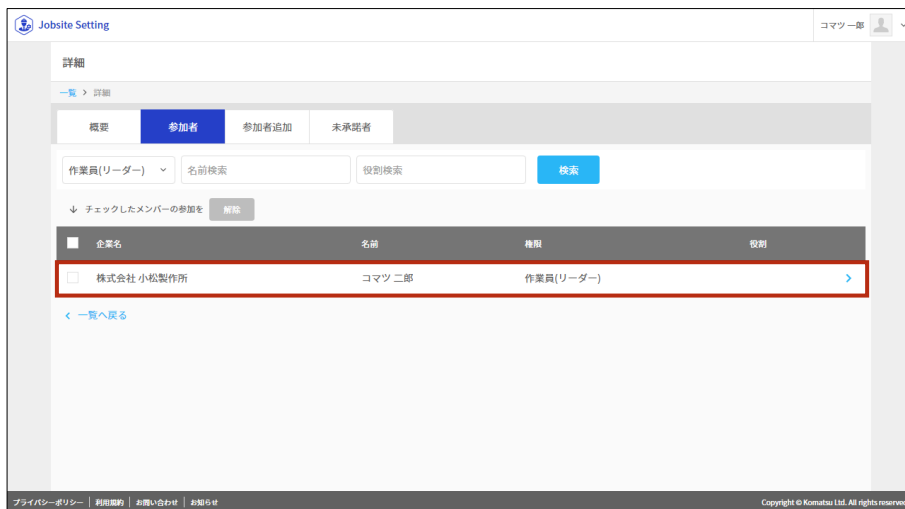 Jobsite Setting
コマツ 一郎
詳細
一覧 > 詳細
概要 参加者 参加者追加 未承諾者
作業員(リーダー) 名前検索 役割検索 検索
↓ チェックしたメンバーの参加を 解除
企業名 名前 権限 役割
株式会社 小松製作所 コマツ 二郎 作業員(リーダー) >
< 一覧へ戻る
プライバシーポリシー | 利用規約 | お問い合わせ | お知らせ
Copyright © Komatsu Ltd. All rights reserved